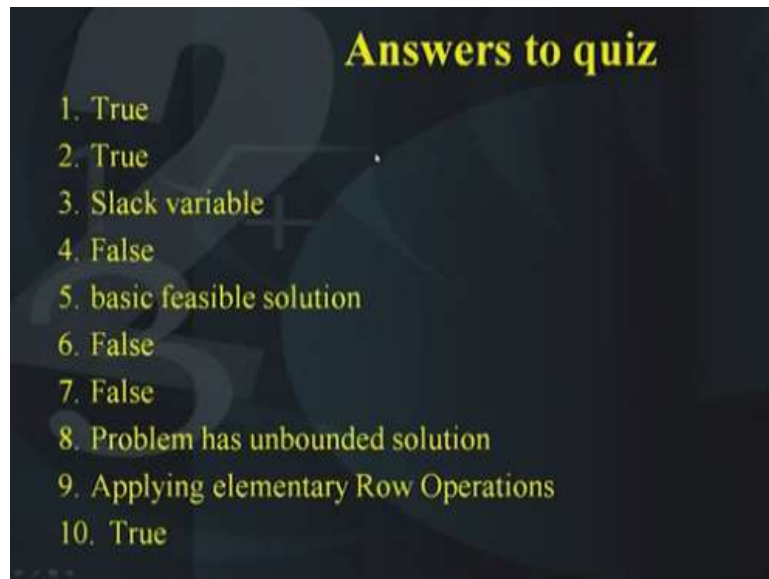 Answers to quiz
1. True
2. True
3. Slack variable
4. False
5. basic feasible solution
6. False
7. False
8. Problem has unbounded solution
9. Applying elementary Row Operations
10. True